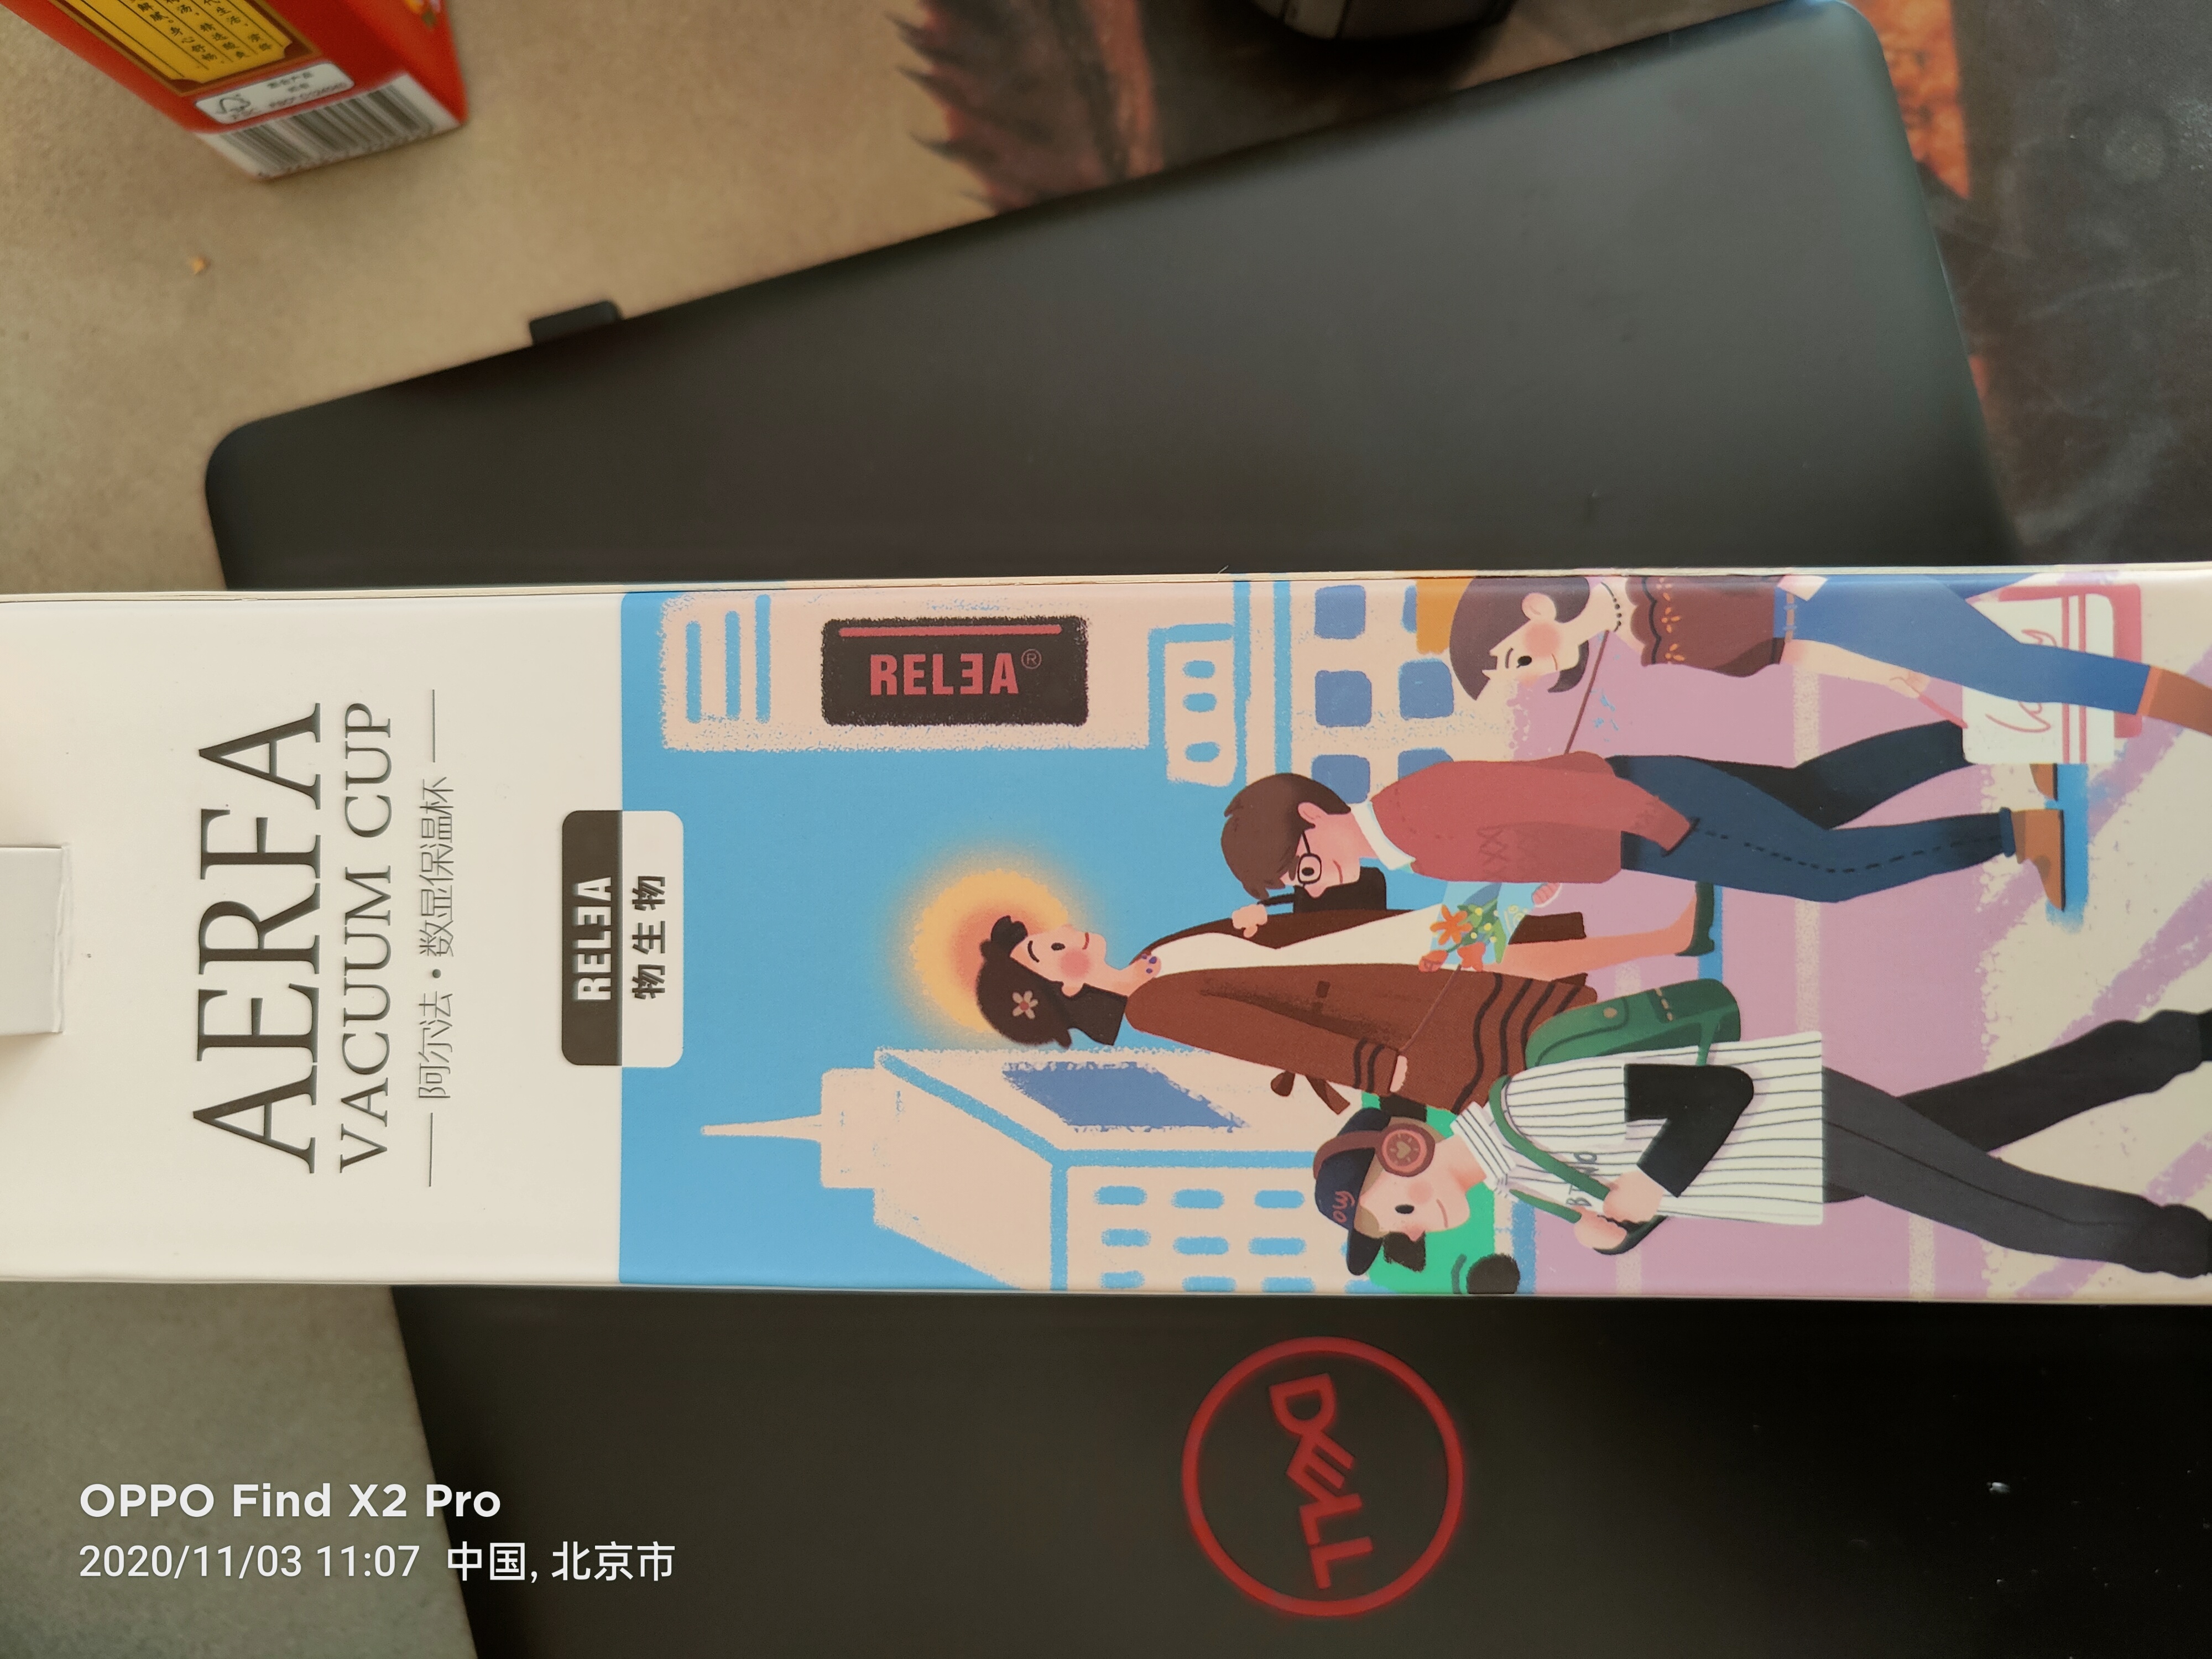 AERFA
VACUUM CUP
阿尔法·数显保温杯
RELEA
物生物
RELEA®
DELL
OPPO Find X2 Pro
2020/11/03 11:07 中国, 北京市